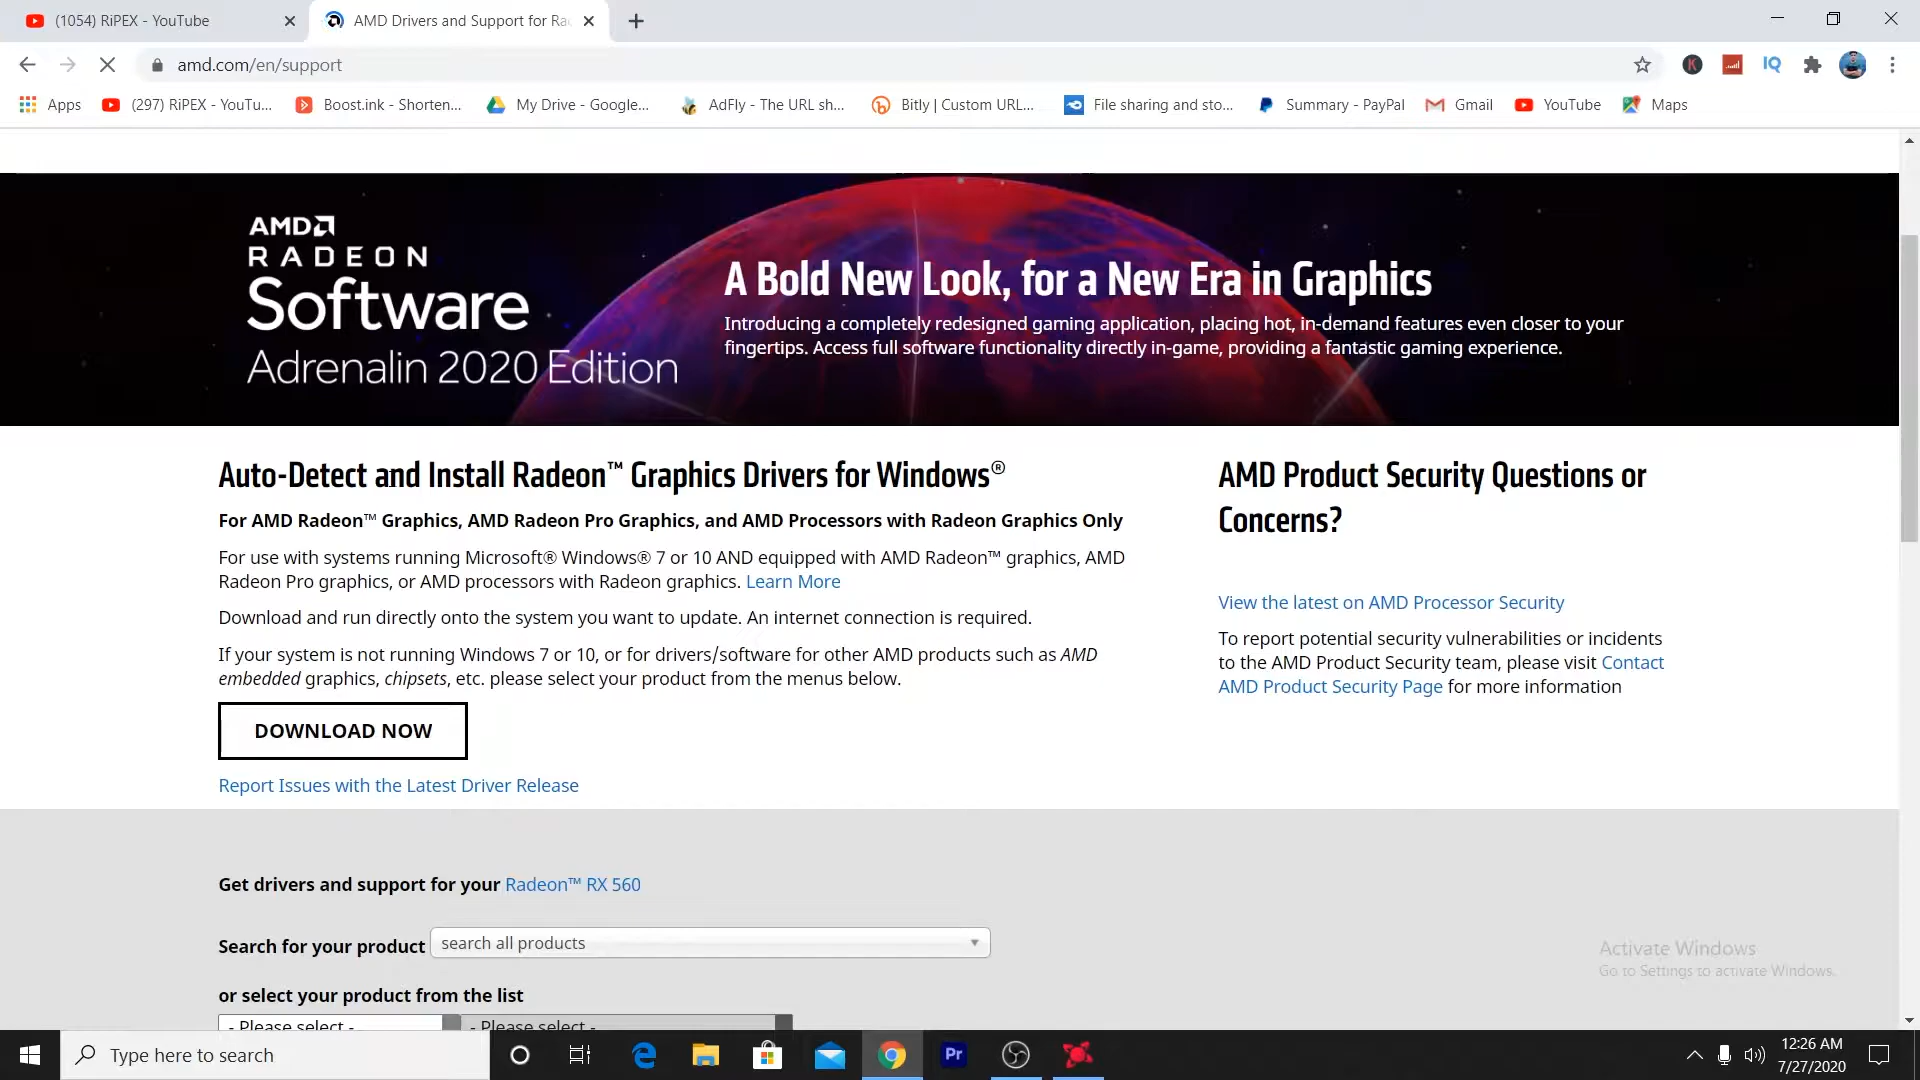 (1054) RiPEX - YouTube
AMD Drivers and Support for Ra
amd.com/en/support
K
IQ
Apps
(297) RiPEX - YouTu...
Boost.ink - Shorten...
My Drive - Google...
AdFly - The URL sh...
Bitly | Custom URL...
File sharing and sto...
Summary - PayPal
Gmail
YouTube
Maps
AMD
RADEON
Software
Adrenalin 2020 Edition
A Bold New Look, for a New Era in Graphics
Introducing a completely redesigned gaming application, placing hot, in-demand features even closer to your
fingertips. Access full software functionality directly in-game, providing a fantastic gaming experience.
Auto-Detect and Install Radeon™ Graphics Drivers for Windows®
For AMD Radeon™ Graphics, AMD Radeon Pro Graphics, and AMD Processors with Radeon Graphics Only
For use with systems running Microsoft® Windows® 7 or 10 AND equipped with AMD Radeon™ graphics, AMD
Radeon Pro graphics, or AMD processors with Radeon graphics. Learn More
Download and run directly onto the system you want to update. An internet connection is required.
If your system is not running Windows 7 or 10, or for drivers/software for other AMD products such as AMD
embedded graphics, chipsets, etc. please select your product from the menus below.
DOWNLOAD NOW
Report Issues with the Latest Driver Release
AMD Product Security Questions or
Concerns?
View the latest on AMD Processor Security
To report potential security vulnerabilities or incidents
to the AMD Product Security team, please visit Contact
AMD Product Security Page for more information
Get drivers and support for your Radeon™ RX 560
Search for your product
search all products
or select your product from the list
- Please select -
- Please select -
Activate Windows
Go to Settings to activate Windows.
Type here to search
Pr
12:26 AM
7/27/2020